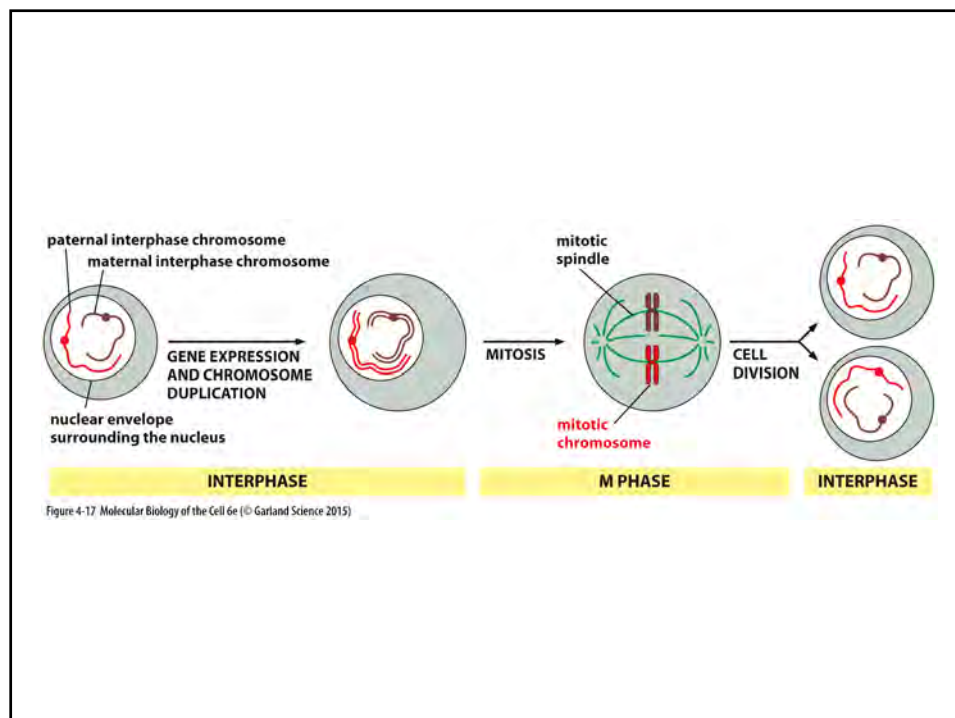 paternal interphase chromosome
maternal interphase chromosome
GENE EXPRESSION
AND CHROMOSOME
DUPLICATION
nuclear envelope
surrounding the nucleus
MITOSIS
mitotic
spindle
mitotic
chromosome
CELL
DIVISION
INTERPHASE
M PHASE
INTERPHASE
Figure 4-17 Molecular Biology of the Cell 6e (© Garland Science 2015)